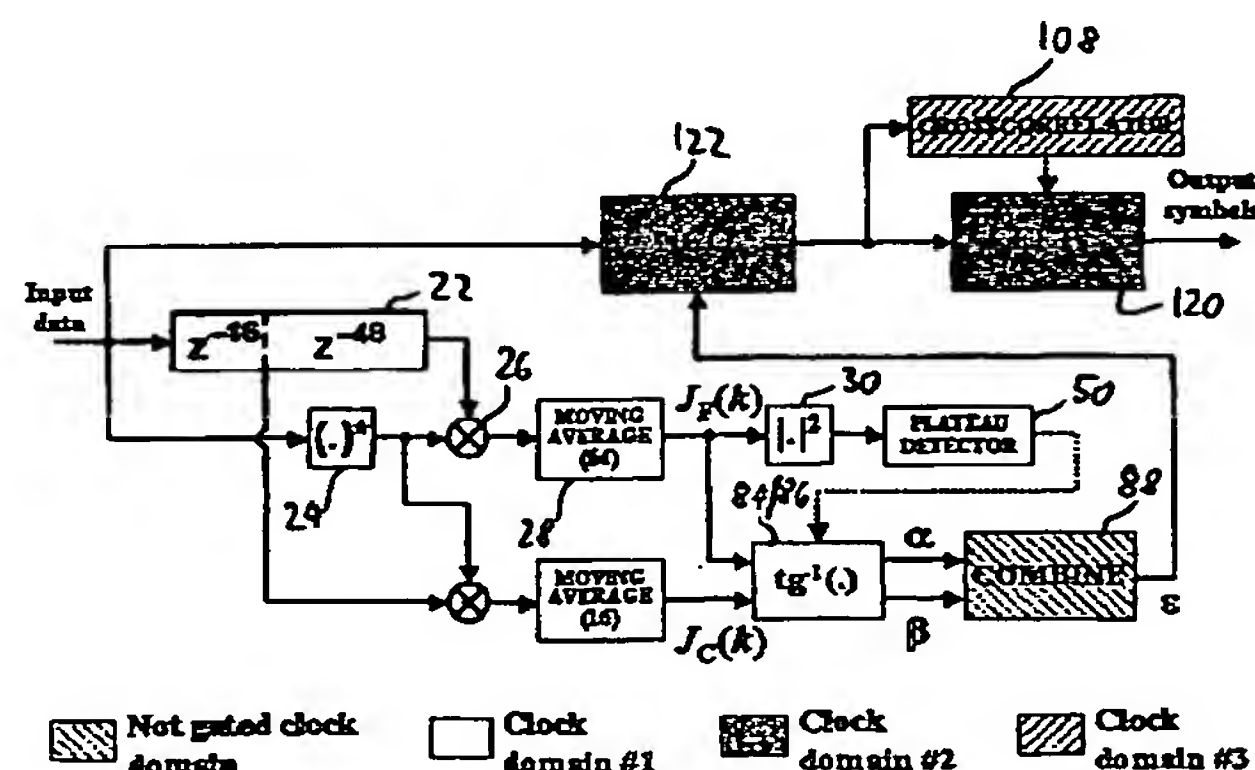 108
CROSSCORRELATOR
122
Output
symbols
120
Input
data
22
z^-16
z^-48
26
(.)*
24
MOVING
AVERAGE
(64)
28
J_F(k)
30
|.|^2
50
PLATEAU
DETECTOR
MOVING
AVERAGE
(16)
J_C(k)
84/86
tg^-1(.)
α
β
88
COMBINE
ε
Not gated clock
domain
Clock
domain #1
Clock
domain #2
Clock
domain #3